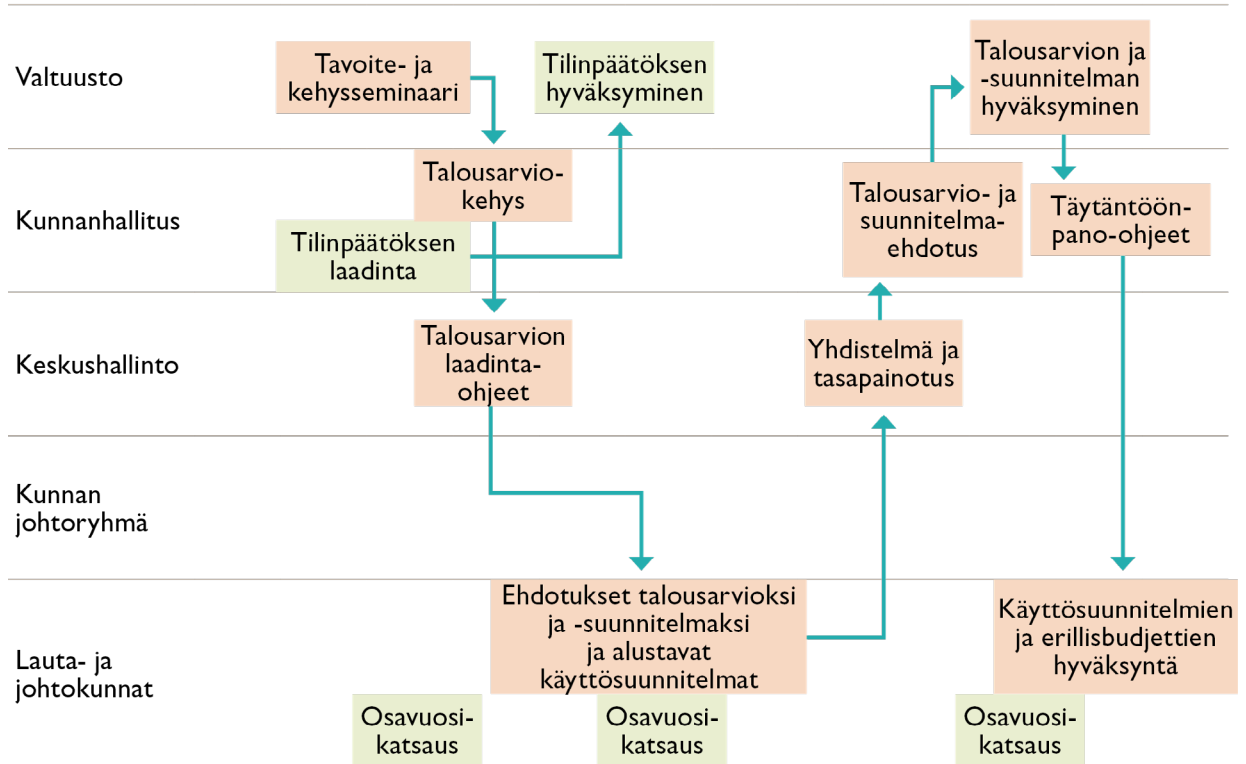 Valtuusto
Tavoite- ja
kehysseminaari
Tilinpäätöksen
hyväksyminen
Talousarvion ja
-suunnitelman
hyväksyminen
Kunnanhallitus
Talousarvio-
kehys
Tilinpäätöksen
laadinta
Talousarvio- ja
suunnitelma-
ehdotus
Täytäntöön-
pano-ohjeet
Keskushallinto
Talousarvion
laadinta-
ohjeet
Yhdistelmä ja
tasapainotus
Kunnan
johtoryhmä
Lauta- ja
johtokunnat
Ehdotukset talousarvioksi
ja -suunnitelmaksi
ja alustavat
käyttösuunnitelmat
Käyttösuunnitelmien
ja erillisbudjettien
hyväksyntä
Osavuosi-
katsaus
Osavuosi-
katsaus
Osavuosi-
katsaus